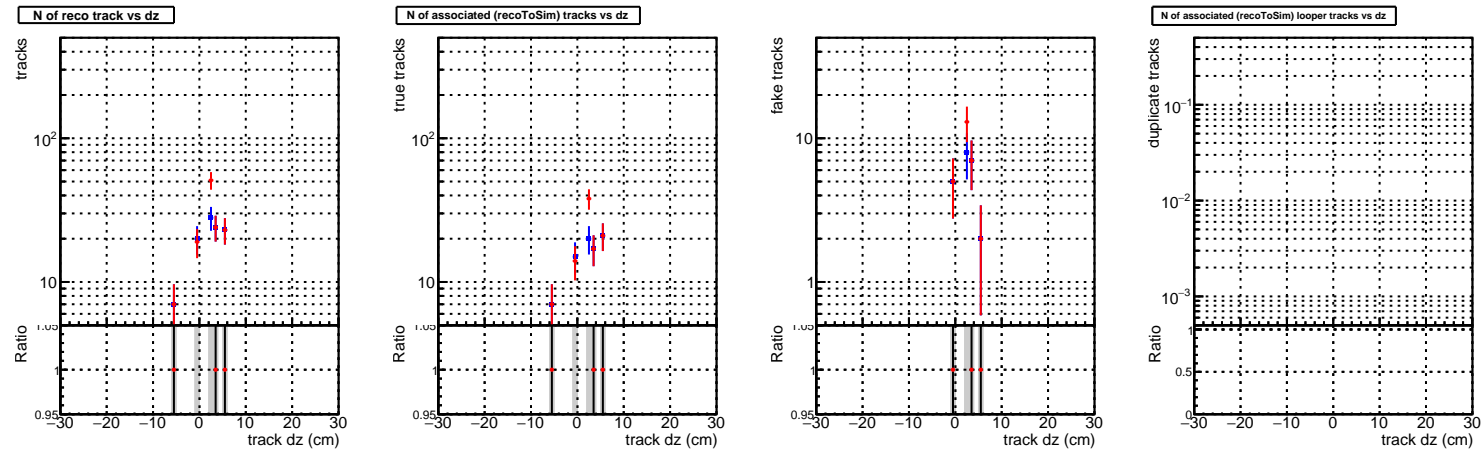 N of reco track vs dz
tracks
10²
10
1.05
Ratio
1
0.95
−30 −20 −10 0 10 20 30
track dz (cm)
N of associated (recoToSim) tracks vs dz
true tracks
10²
10
1.05
Ratio
1
0.95
−30 −20 −10 0 10 20 30
track dz (cm)
fake tracks
10
1
1.05
Ratio
1
0.95
−30 −20 −10 0 10 20 30
track dz (cm)
N of associated (recoToSim) looper tracks vs dz
duplicate tracks
10⁻¹
10⁻²
10⁻³
Ratio
1
0.5
0
−30 −20 −10 0 10 20 30
track dz (cm)